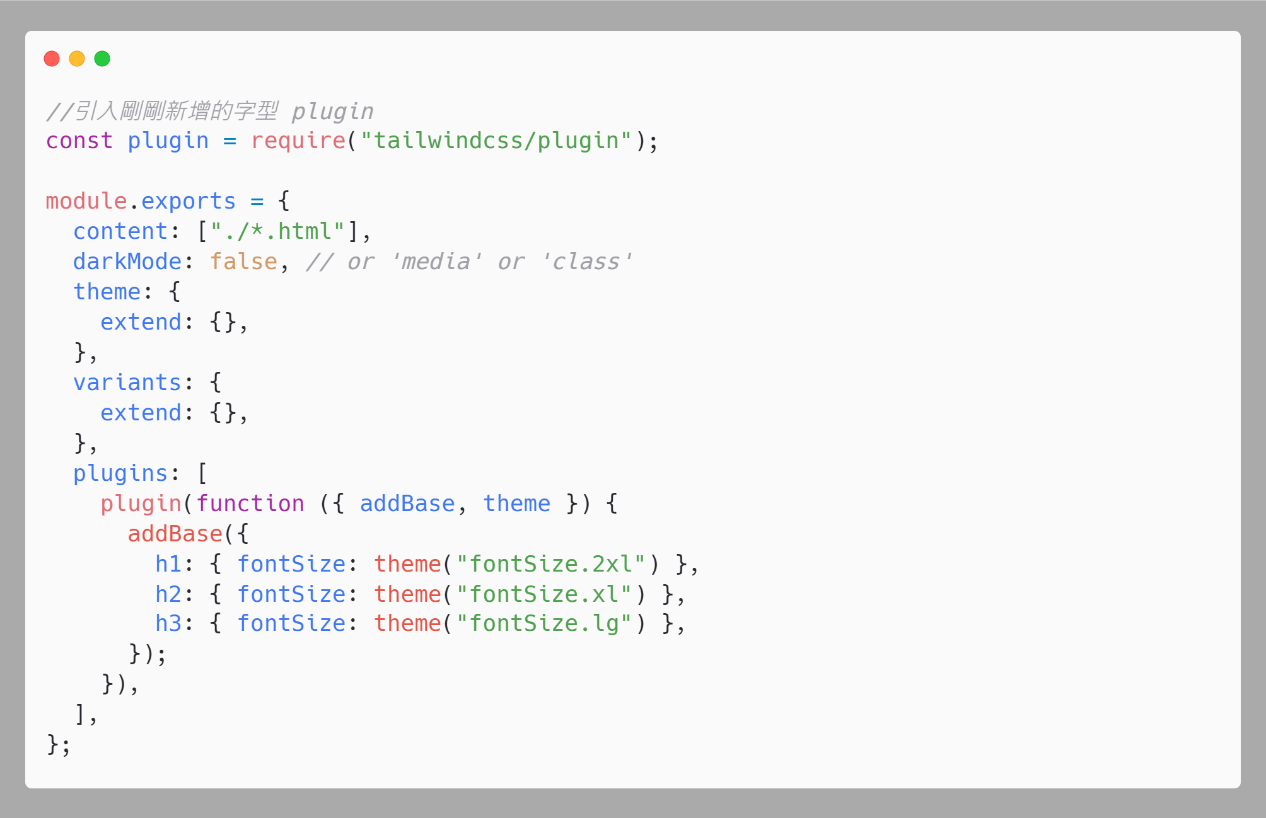 //引入剛剛新增的字型 plugin
const plugin = require("tailwindcss/plugin");

module.exports = {
  content: ["./*.html"],
  darkMode: false, // or 'media' or 'class'
  theme: {
    extend: {},
  },
  variants: {
    extend: {},
  },
  plugins: [
    plugin(function ({ addBase, theme }) {
      addBase({
        h1: { fontSize: theme("fontSize.2xl") },
        h2: { fontSize: theme("fontSize.xl") },
        h3: { fontSize: theme("fontSize.lg") },
      });
    }),
  ],
};